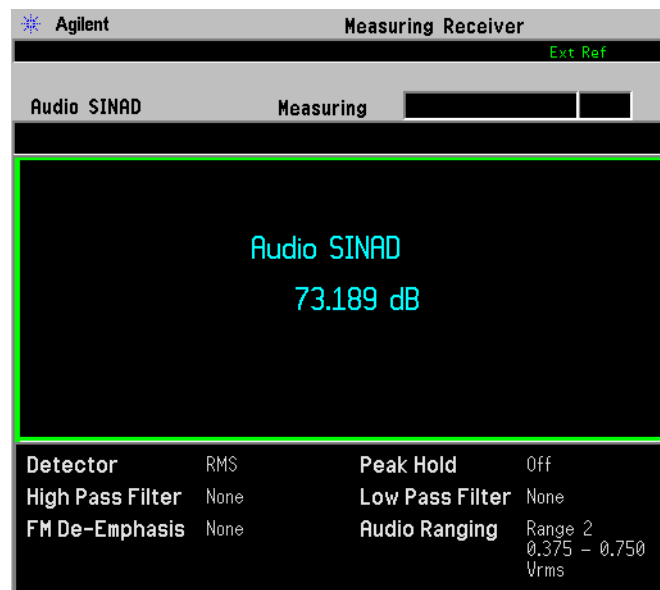 Agilent Measuring Receiver
Ext Ref
Audio SINAD Measuring
Audio SINAD
73.189 dB
Detector RMS Peak Hold Off
High Pass Filter None Low Pass Filter None
FM De-Emphasis None Audio Ranging Range 2
0.375 - 0.750
Vrms